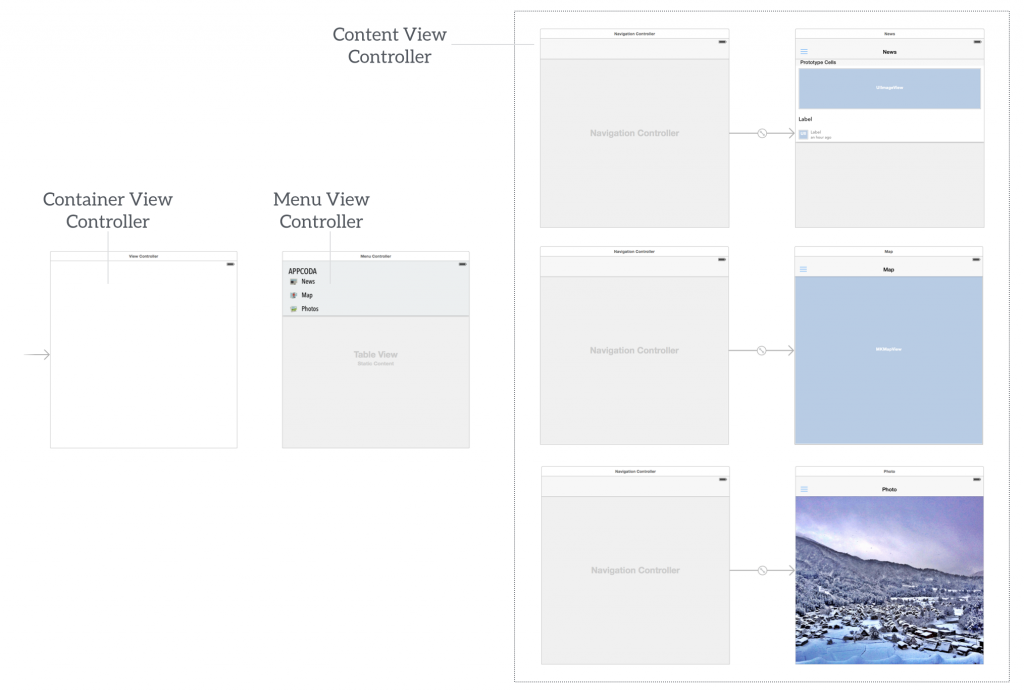 Content View
Controller
Navigation Controller
News
News
Prototype Cells
UIImageView
Label
Label
an hour ago
Navigation Controller
Container View
Controller
Menu View
Controller
View Controller
Menu Controller
APPCODA
News
Map
Photos
Table View
Static Content
Navigation Controller
Map
Map
MKMapView
Navigation Controller
Navigation Controller
Photo
Photo
Navigation Controller